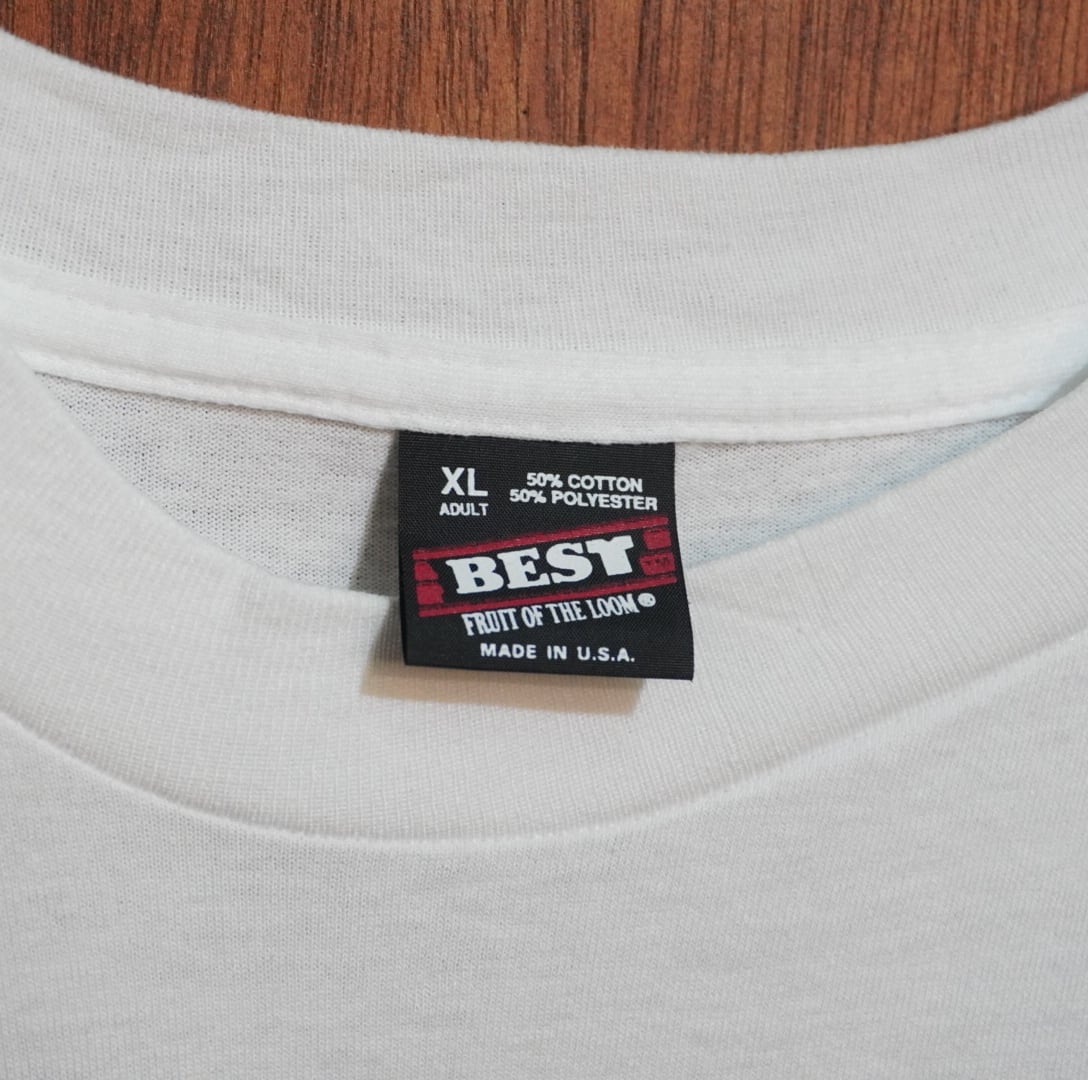 XL
ADULT
50% COTTON
50% POLYESTER
BEST
FRUIT OF THE LOOM®
MADE IN U.S.A.